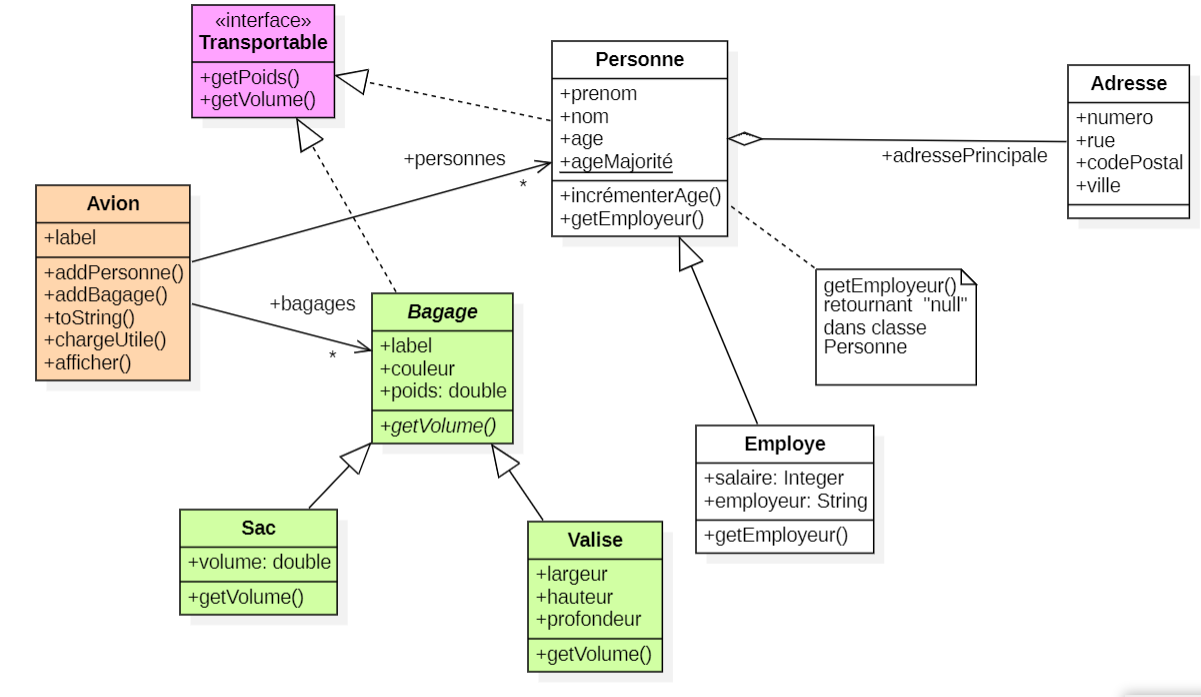 «interface»
Transportable
+getPoids()
+getVolume()
Personne
+prenom
+nom
+age
+ageMajorité
+incrémenterAge()
+getEmployeur()
Adresse
+numero
+rue
+codePostal
+ville
+adressePrincipale
+personnes
*
Avion
+label
+addPersonne()
+addBagage()
+toString()
+chargeUtile()
+afficher()
+bagages
*
Bagage
+label
+couleur
+poids: double
+getVolume()
getEmployeur()
retournant "null"
dans classe
Personne
Employe
+salaire: Integer
+employeur: String
+getEmployeur()
Sac
+volume: double
+getVolume()
Valise
+largeur
+hauteur
+profondeur
+getVolume()